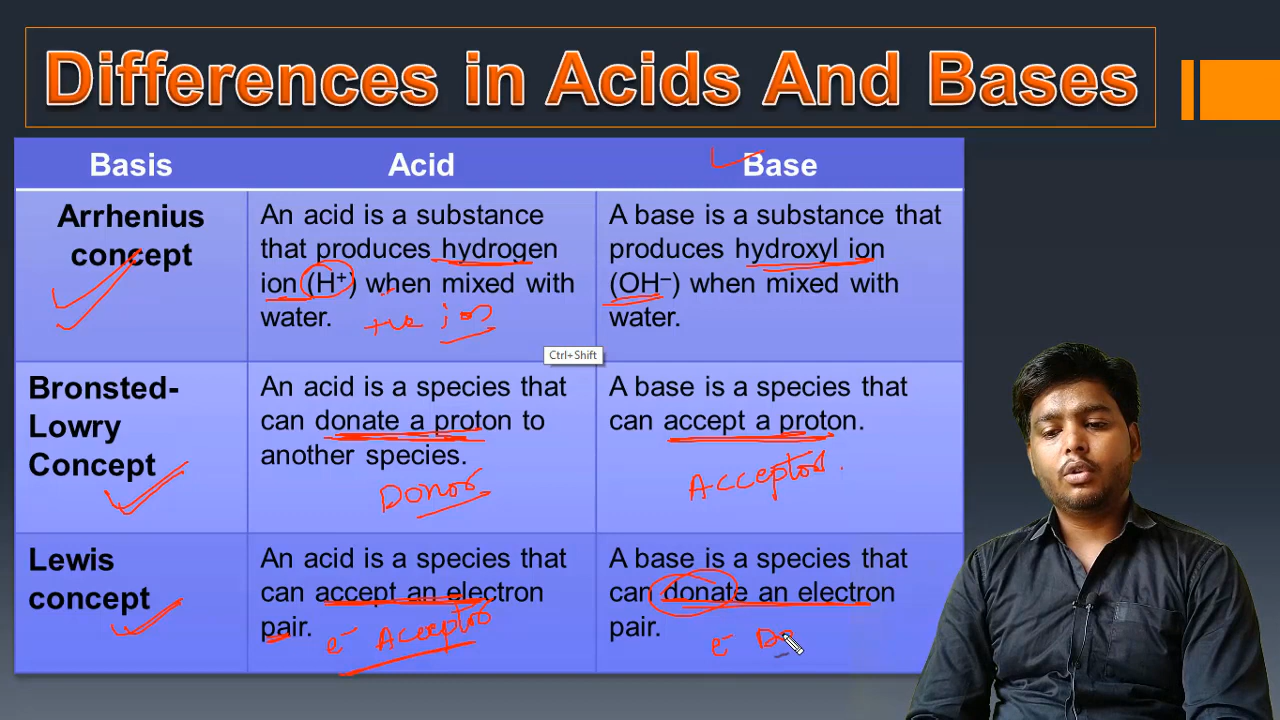 Differences in Acids And Bases
Basis Acid Base
Arrhenius
concept
An acid is a substance
that produces hydrogen
ion (H⁺) when mixed with
water. +ive ion
A base is a substance that
produces hydroxyl ion
(OH⁻) when mixed with
water.
Ctrl+Shift
Bronsted-
Lowry
Concept
An acid is a species that
can donate a proton to
another species.
Donor
A base is a species that
can accept a proton.
Acceptor.
Lewis
concept
An acid is a species that
can accept an electron
pair. e⁻ Acceptor
A base is a species that
can donate an electron
pair.
e⁻ Do